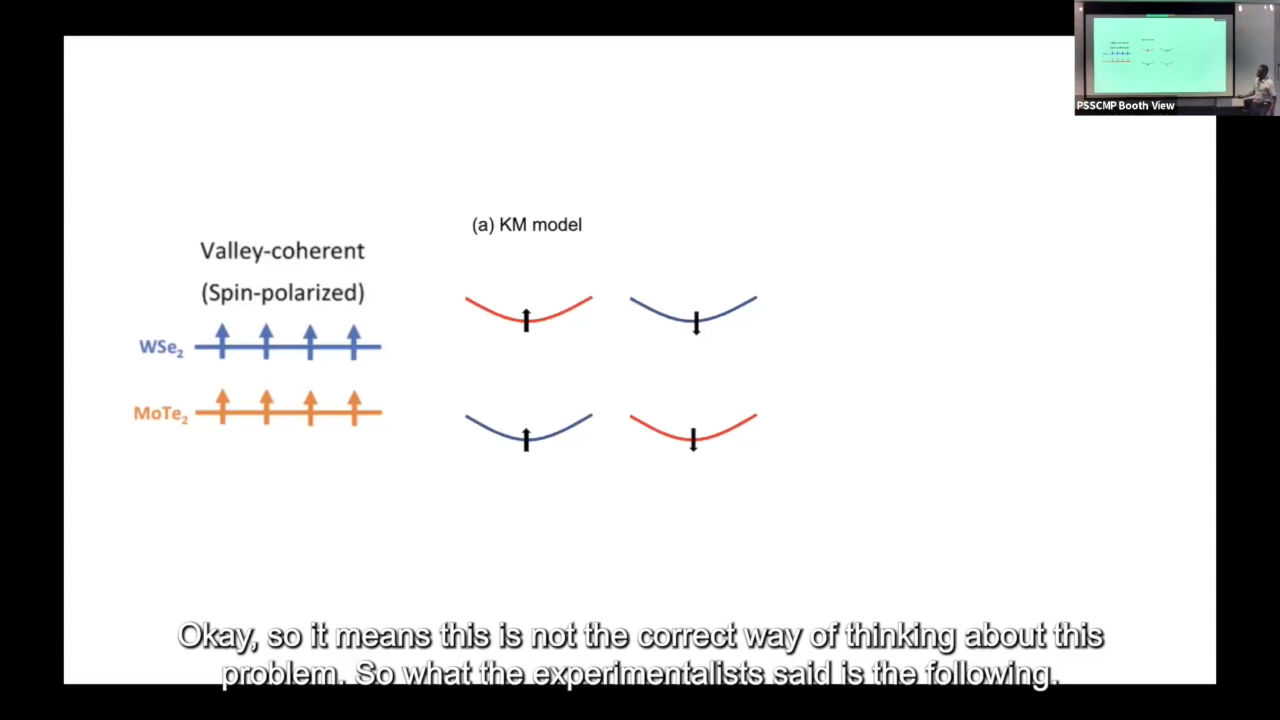 PSSCMP Booth View
(a) KM model
Valley-coherent
(Spin-polarized)
WSe₂
MoTe₂
Okay, so it means this is not the correct way of thinking about this
problem. So what the experimentalists said is the following.